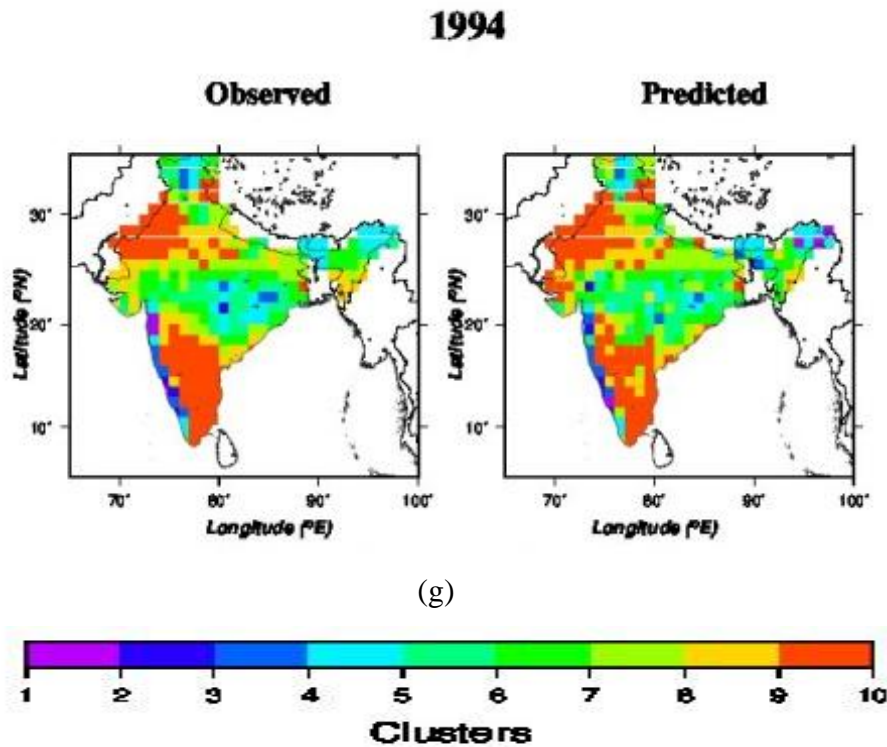 1994
Observed Predicted
30° 30°
20° 20°
10° 10°
Latitude (°N) Latitude (°N)
70° 80° 90° 100° 70° 80° 90° 100°
Longitude (°E) Longitude (°E)
(g)
1 2 3 4 5 6 7 8 9 10
Clusters